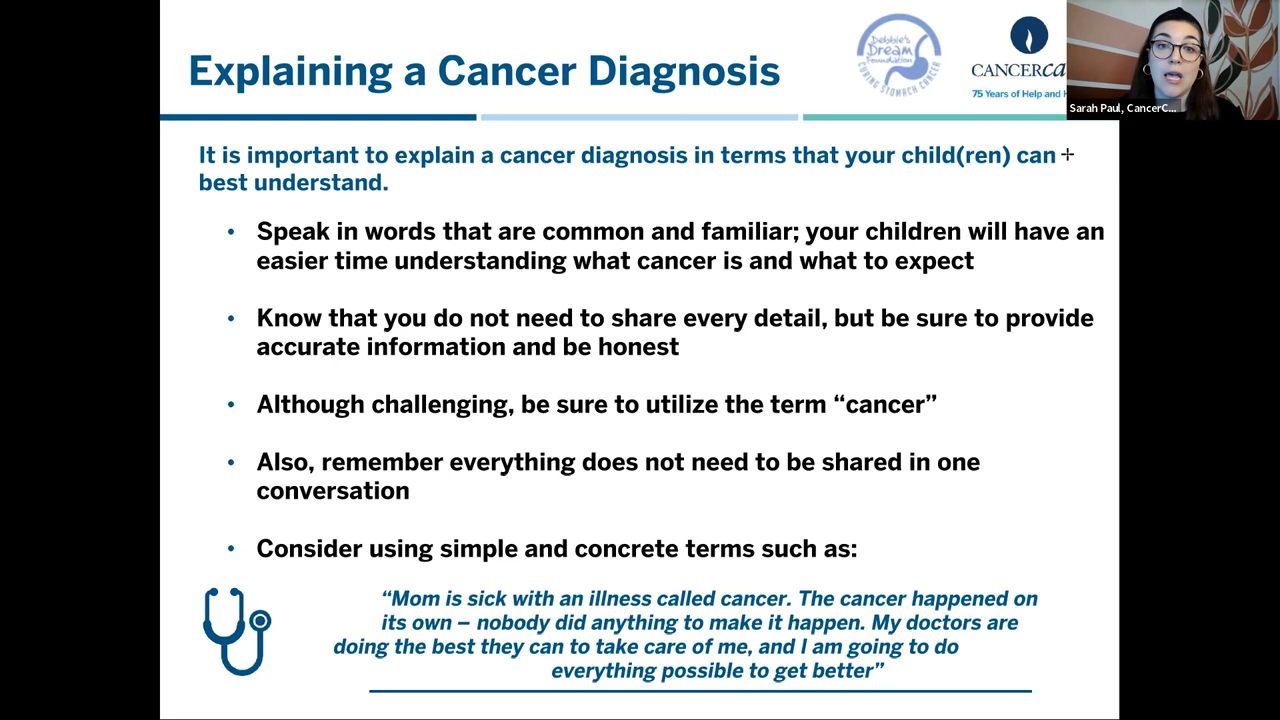 Explaining a Cancer Diagnosis
Debbie's
Dream
Foundation
CURING STOMACH CANCER
CANCERca
75 Years of Help and H
Sarah Paul, CancerC...
It is important to explain a cancer diagnosis in terms that your child(ren) can
best understand.
• Speak in words that are common and familiar; your children will have an
easier time understanding what cancer is and what to expect
• Know that you do not need to share every detail, but be sure to provide
accurate information and be honest
• Although challenging, be sure to utilize the term “cancer”
• Also, remember everything does not need to be shared in one
conversation
• Consider using simple and concrete terms such as:
“Mom is sick with an illness called cancer. The cancer happened on
its own – nobody did anything to make it happen. My doctors are
doing the best they can to take care of me, and I am going to do
everything possible to get better”